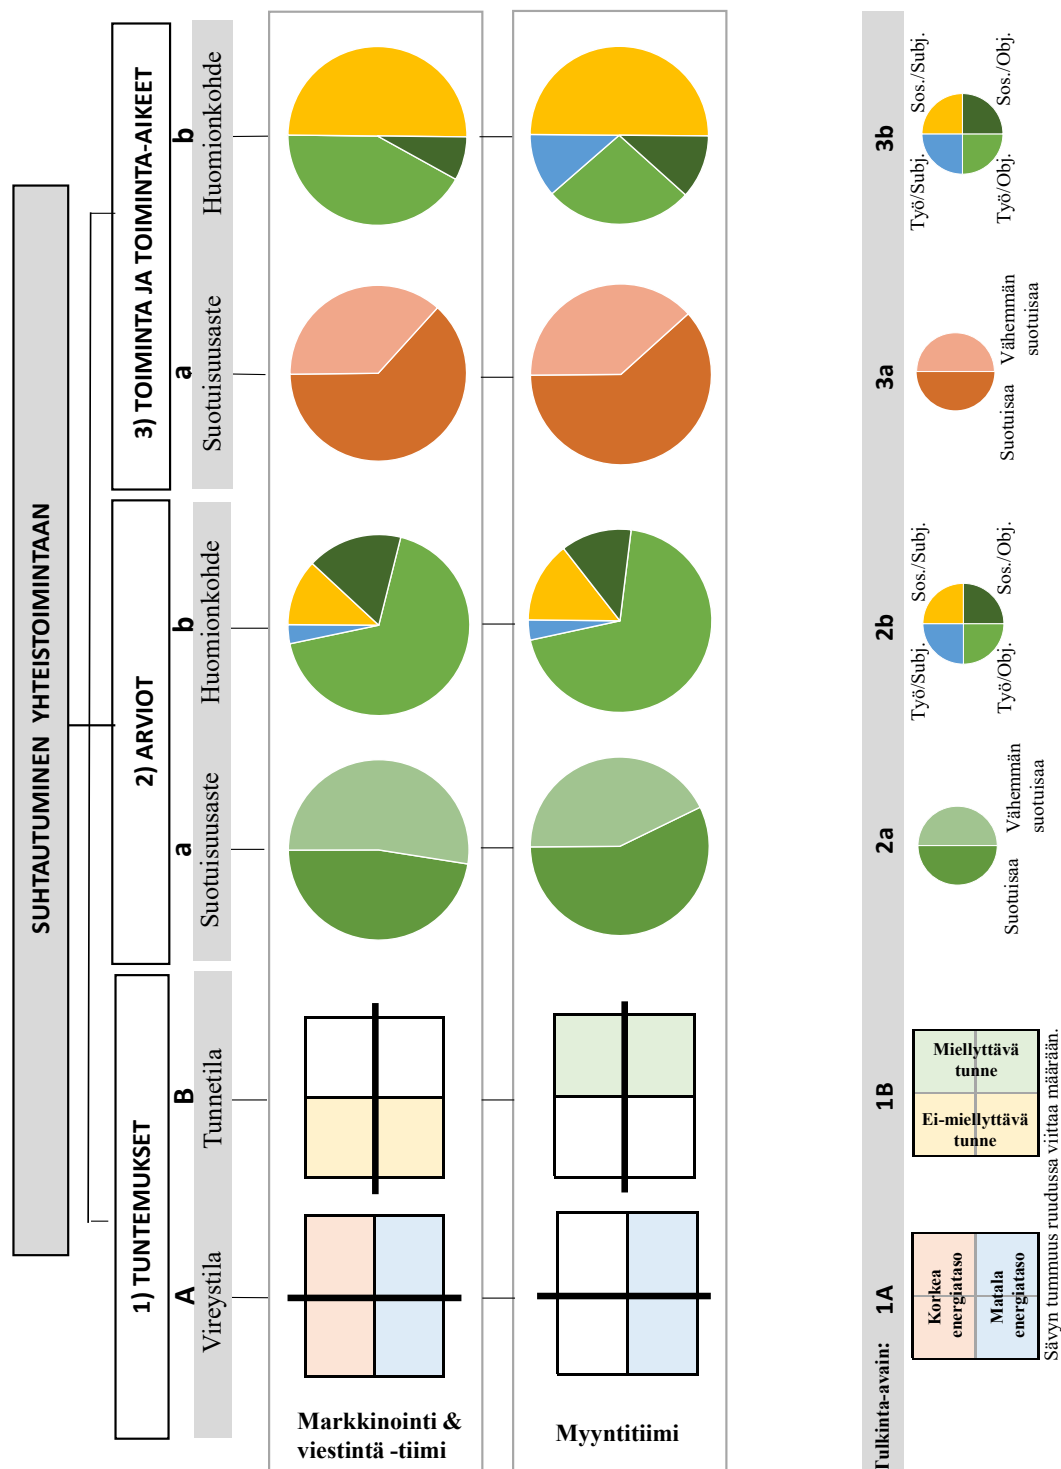 SUHTAUTUMINEN YHTEISTOIMINTAAN
1) TUNTEMUKSET
2) ARVIOT
3) TOIMINTA JA TOIMINTA-AIKEET
A
B
a
b
a
b
Vireystila
Tunnetila
Suotuisuusaste
Huomionkohde
Suotuisuusaste
Huomionkohde
Markkinointi &
viestintä -tiimi
Myyntitiimi
Tulkinta-avain:
1A
1B
2a
2b
3a
3b
Korkea
energiataso
Matala
energiataso
Miellyttävä
tunne
Ei-miellyttävä
tunne
Sävyn tummuus ruudussa viittaa määrään.
Suotuisaa
Vähemmän
suotuisaa
Työ/Subj.
Sos./Subj.
Työ/Obj.
Sos./Obj.
Suotuisaa
Vähemmän
suotuisaa
Työ/Subj.
Sos./Subj.
Työ/Obj.
Sos./Obj.